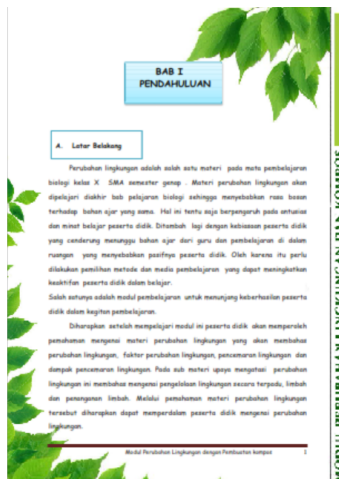 BAB I
PENDAHULUAN
A. Latar Belakang
Perubahan lingkungan adalah salah satu materi pada mata pembelajaran
biologi kelas X SMA semester genap . Materi perubahan lingkungan akan
dipelajari diakhir bab pelajaran biologi sehingga menyebabkan rasa bosan
terhadap bahan ajar yang sama. Hal ini tentu saja berpengaruh pada antusias
dan minat belajar peserta didik. Ditambah lagi dengan kebiasaan peserta didik
yang cenderung menunggu bahan ajar dari guru dan pembelajaran di dalam
ruangan yang menyebabkan pasifnya peserta didik. Oleh karena itu perlu
dilakukan pemilihan metode dan media pembelajaran yang dapat meningkatkan
keaktifan peserta didik dalam belajar.
Salah satunya adalah modul pembelajaran untuk menunjang keberhasilan peserta
didik dalam kegitan pembelajaran.
Diharapkan setelah mempelajari modul ini peserta didik akan memperoleh
pemahaman mengenai materi perubahan lingkungan yang akan membahas
perubahan lingkungan, faktor perubahan lingkungan, pencemaran lingkungan dan
dampak pencemaran lingkungan. Pada sub materi upaya mengatasi perubahan
lingkungan ini membahas mengenai pengelolaan lingkungan secara terpadu, limbah
dan penanganan limbah. Melalui pemahaman materi perubahan lingkungan
tersebut diharapkan dapat memperdalam peserta didik mengenai perubahan
lingkungan.
Modul Perubahan Lingkungan dengan Pembuatan kompos 1